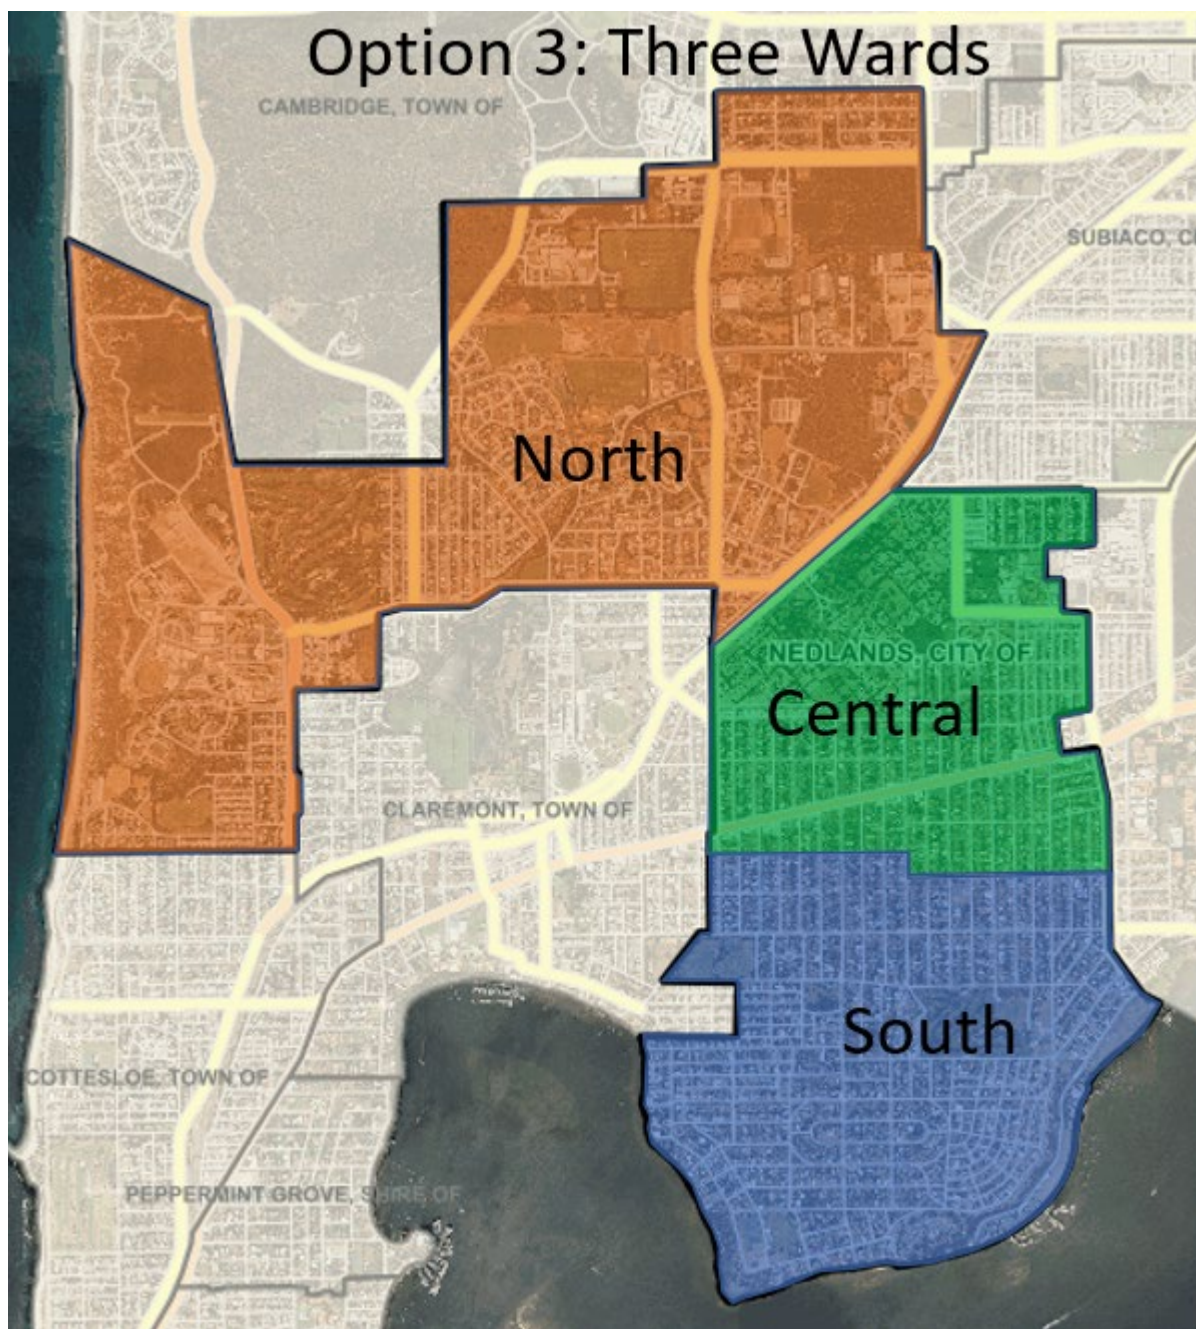 Option 3: Three Wards
CAMBRIDGE, TOWN OF
SUBIACO, C
North
NEDLANDS, CITY OF
Central
CLAREMONT, TOWN OF
South
COTTESLOE, TOWN OF
PEPPERMINT GROVE, SHIRE OF